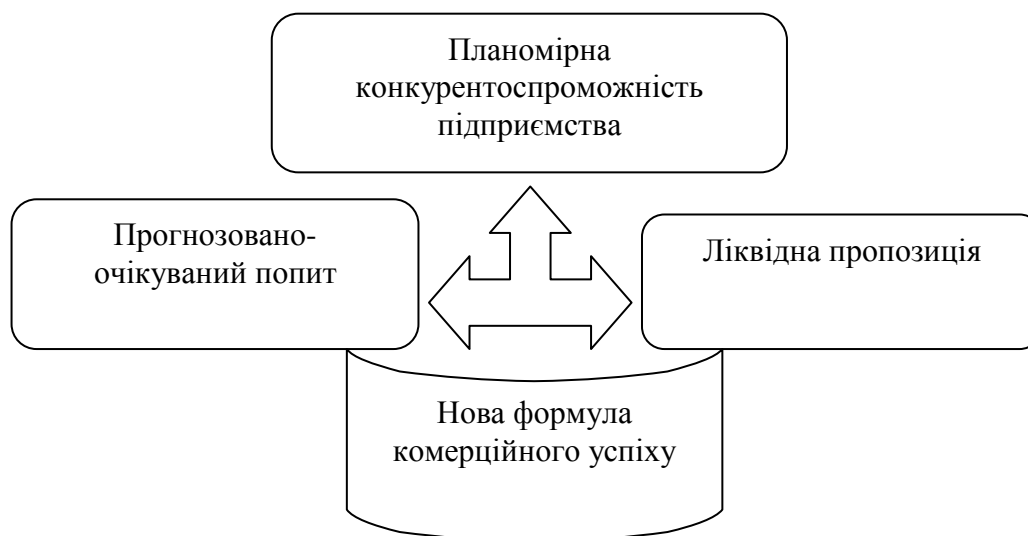 Планомірна
конкурентоспроможність
підприємства
Прогнозовано-
очікуваний попит
Ліквідна пропозиція
Нова формула
комерційного успіху